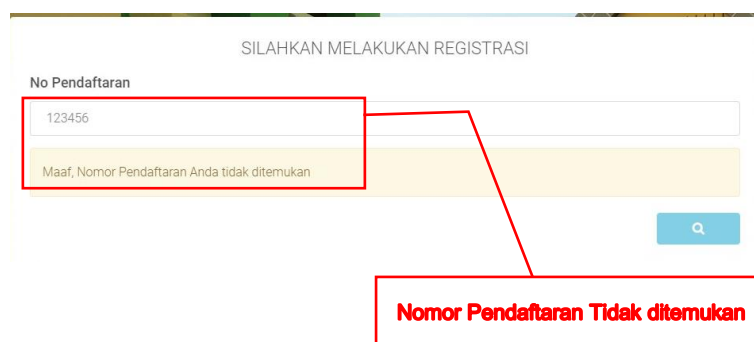 SILAHKAN MELAKUKAN REGISTRASI
No Pendaftaran
123456
Maaf, Nomor Pendaftaran Anda tidak ditemukan
Nomor Pendaftaran Tidak ditemukan